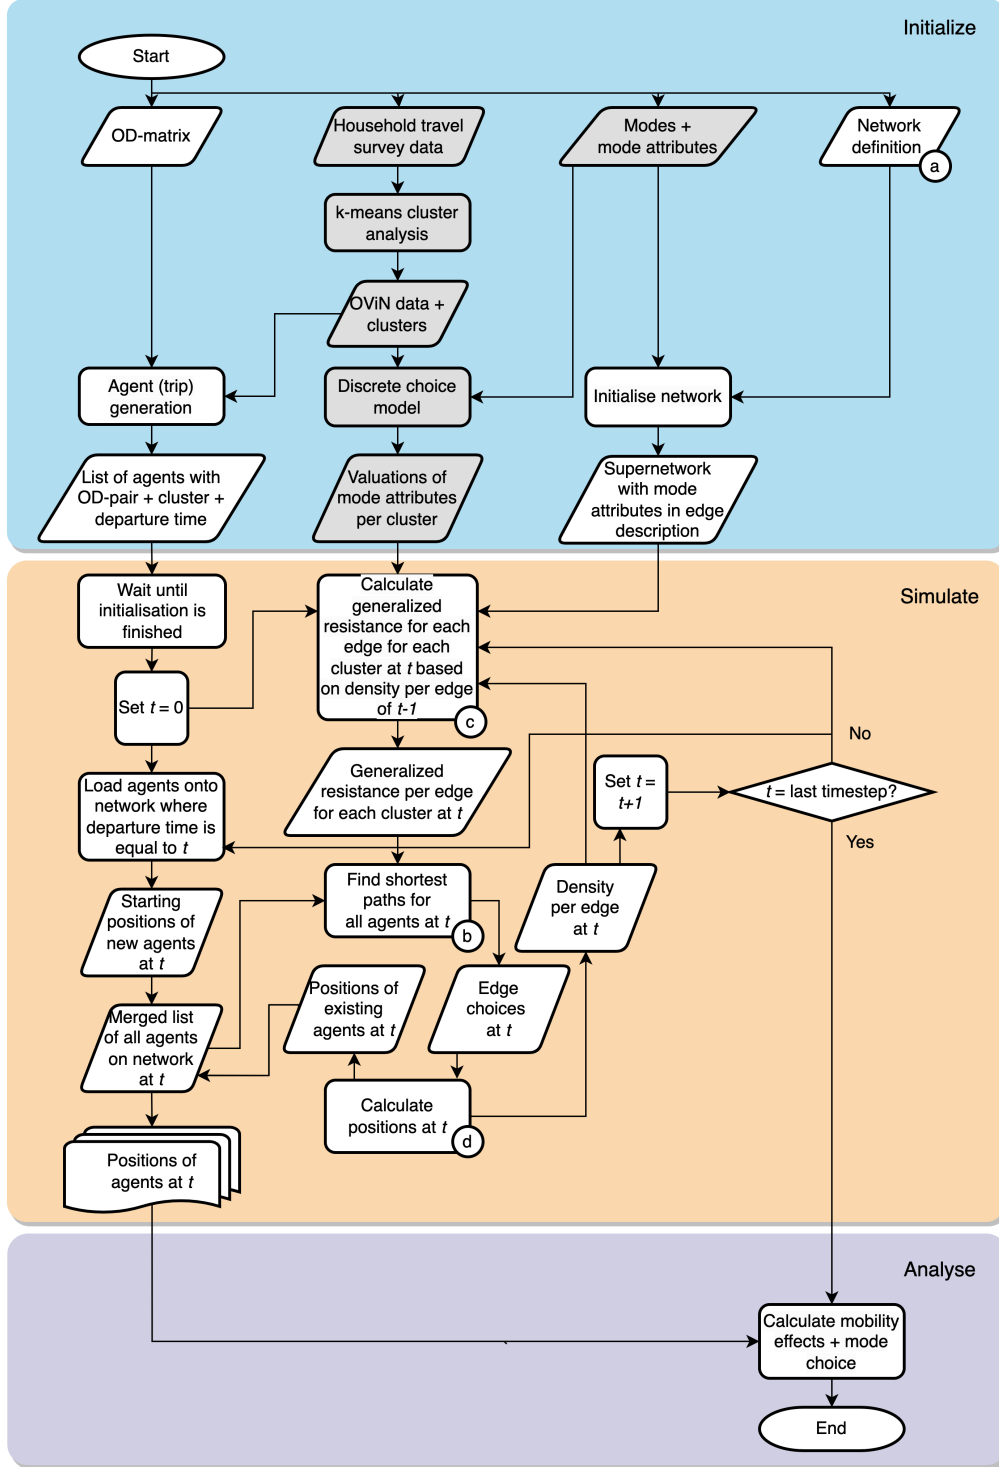 Initialize
Start
OD-matrix
Household travel
survey data
Modes +
mode attributes
Network
definition
a
k-means cluster
analysis
OViN data +
clusters
Agent (trip)
generation
Discrete choice
model
Initialise network
List of agents with
OD-pair + cluster +
departure time
Valuations of
mode attributes
per cluster
Supernetwork
with mode
attributes in edge
description
Simulate
Wait until
initialisation is
finished
Calculate
generalized
resistance for each
edge for each
cluster at t based
on density per edge
of t-1
c
Set t = 0
No
Generalized
resistance per edge
for each cluster at t
Set t =
t+1
t = last timestep?
Load agents onto
network where
departure time is
equal to t
Yes
Find shortest
paths for
all agents at t
b
Density
per edge
at t
Starting
positions of
new agents
at t
Positions of
existing
agents at t
Edge
choices
at t
Merged list
of all agents
on network
at t
Calculate
positions at t
d
Positions of
agents at t
Analyse
Calculate mobility
effects + mode
choice
End